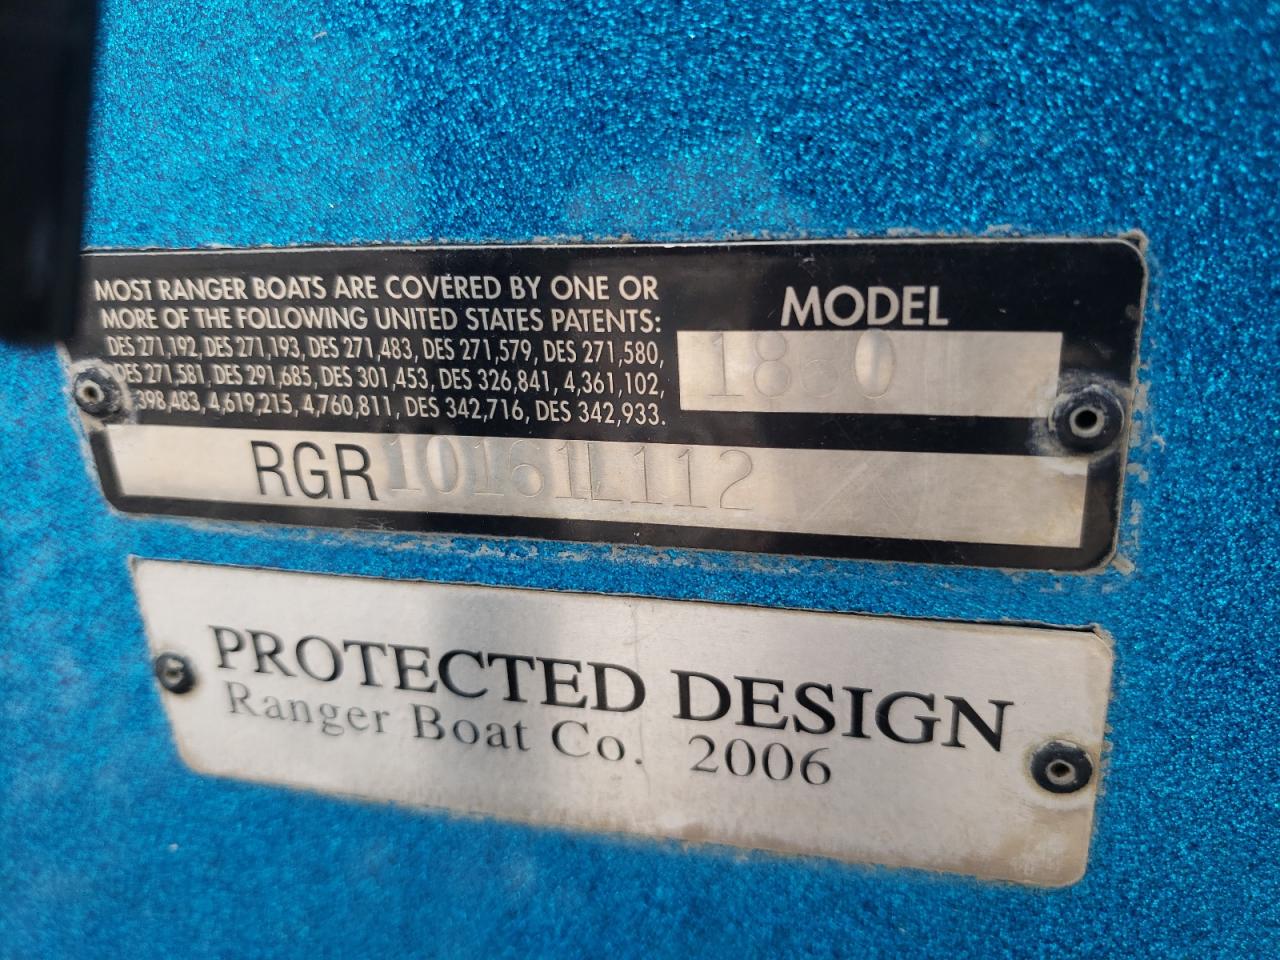 MOST RANGER BOATS ARE COVERED BY ONE OR
MORE OF THE FOLLOWING UNITED STATES PATENTS:
DES 271,192, DES 271,193, DES 271,483, DES 271,579, DES 271,580,
DES 271,581, DES 291,685, DES 301,453, DES 326,841, 4,361,102,
398,483, 4,619,215, 4,760,811, DES 342,716, DES 342,933.
MODEL
RGR10161L112
PROTECTED DESIGN
Ranger Boat Co. 2006